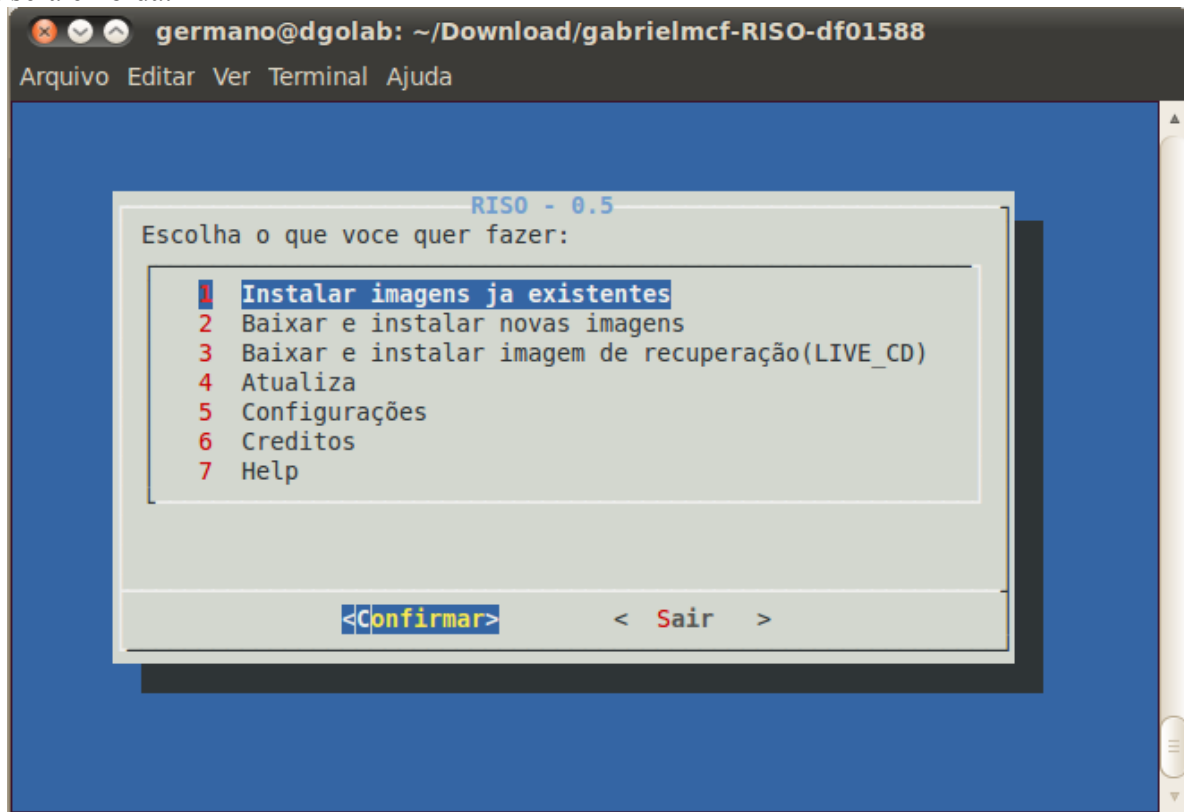 germano@dgolab: ~/Download/gabrielmcf-RISO-df01588
Arquivo Editar Ver Terminal Ajuda
RISO - 0.5
Escolha o que voce quer fazer:
1 Instalar imagens ja existentes
2 Baixar e instalar novas imagens
3 Baixar e instalar imagem de recuperação(LIVE_CD)
4 Atualiza
5 Configurações
6 Creditos
7 Help
<Confirmar> < Sair >